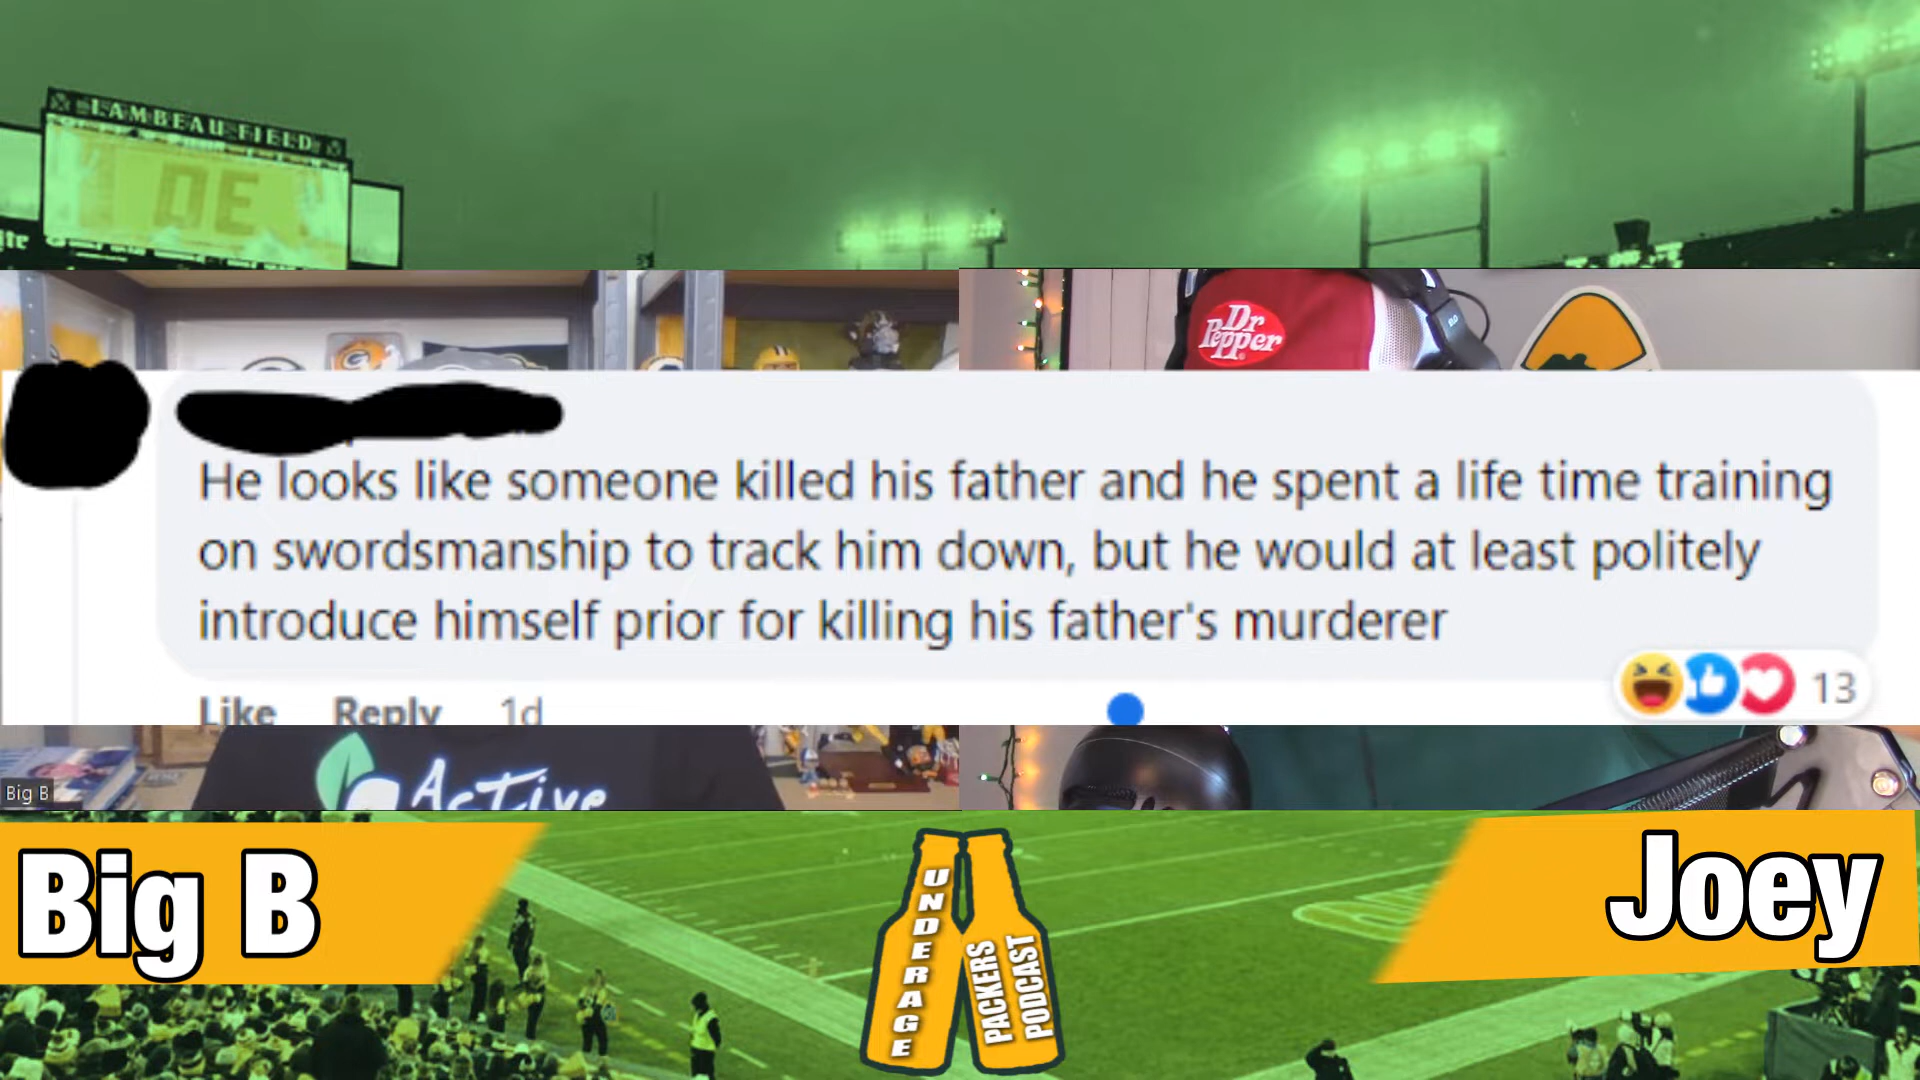 LAMBEAU FIELD
DE
Dr
Pepper
He looks like someone killed his father and he spent a life time training
on swordsmanship to track him down, but he would at least politely
introduce himself prior for killing his father's murderer
Like Reply 1d
13
Big B
Active
Big B
UNDERAGE
PACKERS
PODCAST
Joey